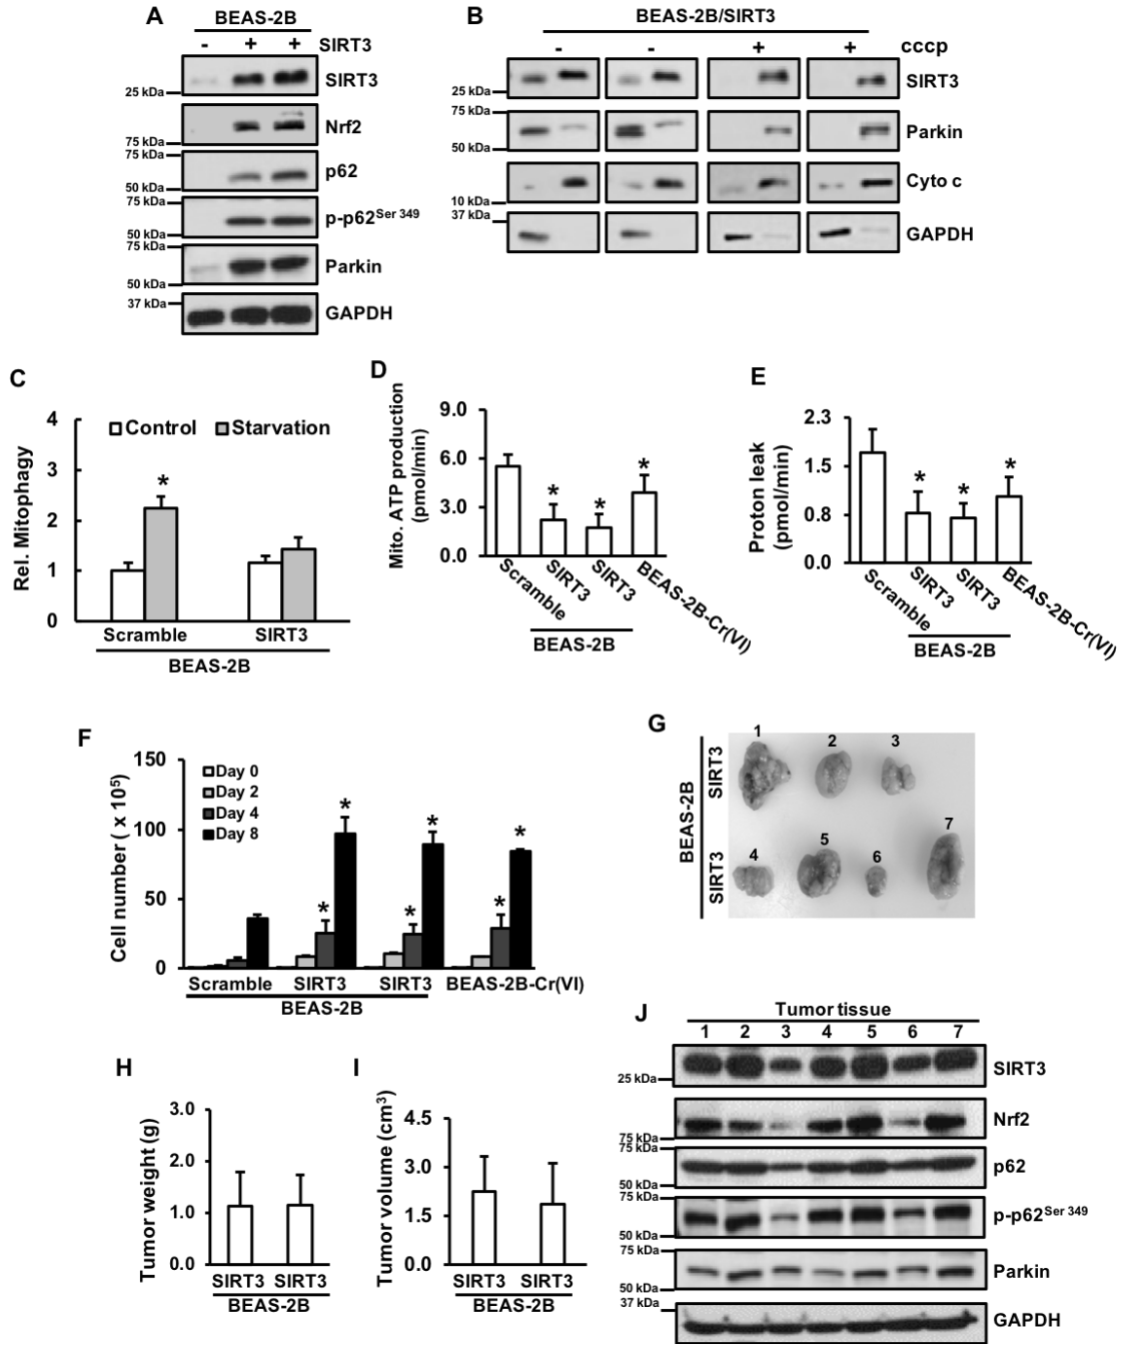 A
BEAS-2B
- + + SIRT3
SIRT3
25 kDa
Nrf2
75 kDa
75 kDa
p62
50 kDa
75 kDa
p-p62Ser 349
50 kDa
75 kDa
Parkin
50 kDa
37 kDa
GAPDH
B
BEAS-2B/SIRT3
- - + + cccp
SIRT3
25 kDa
75 kDa
Parkin
50 kDa
Cyto c
10 kDa
37 kDa
GAPDH
C
Rel. Mitophagy
4
3
2
1
0
Control Starvation
*
Scramble SIRT3
BEAS-2B
D
Mito. ATP production
(pmol/min)
9.0
6.0
3.0
0.0
* * *
Scramble
SIRT3
SIRT3
BEAS-2B-Cr(VI)
BEAS-2B
E
Proton leak
(pmol/min)
2.3
1.5
0.8
0.0
* * *
Scramble
SIRT3
SIRT3
BEAS-2B-Cr(VI)
BEAS-2B
F
Cell number ( x 10⁵)
150
100
50
0
Day 0
Day 2
Day 4
Day 8
* * * * * *
Scramble SIRT3 SIRT3 BEAS-2B-Cr(VI)
BEAS-2B
G
BEAS-2B
SIRT3
SIRT3
1 2 3
4 5 6 7
H
Tumor weight (g)
3.0
2.0
1.0
0.0
SIRT3 SIRT3
BEAS-2B
I
Tumor volume (cm³)
4.5
3.0
1.5
0.0
SIRT3 SIRT3
BEAS-2B
J
Tumor tissue
1 2 3 4 5 6 7
SIRT3
25 kDa
Nrf2
75 kDa
75 kDa
p62
50 kDa
75 kDa
p-p62Ser 349
50 kDa
75 kDa
Parkin
50 kDa
37 kDa
GAPDH